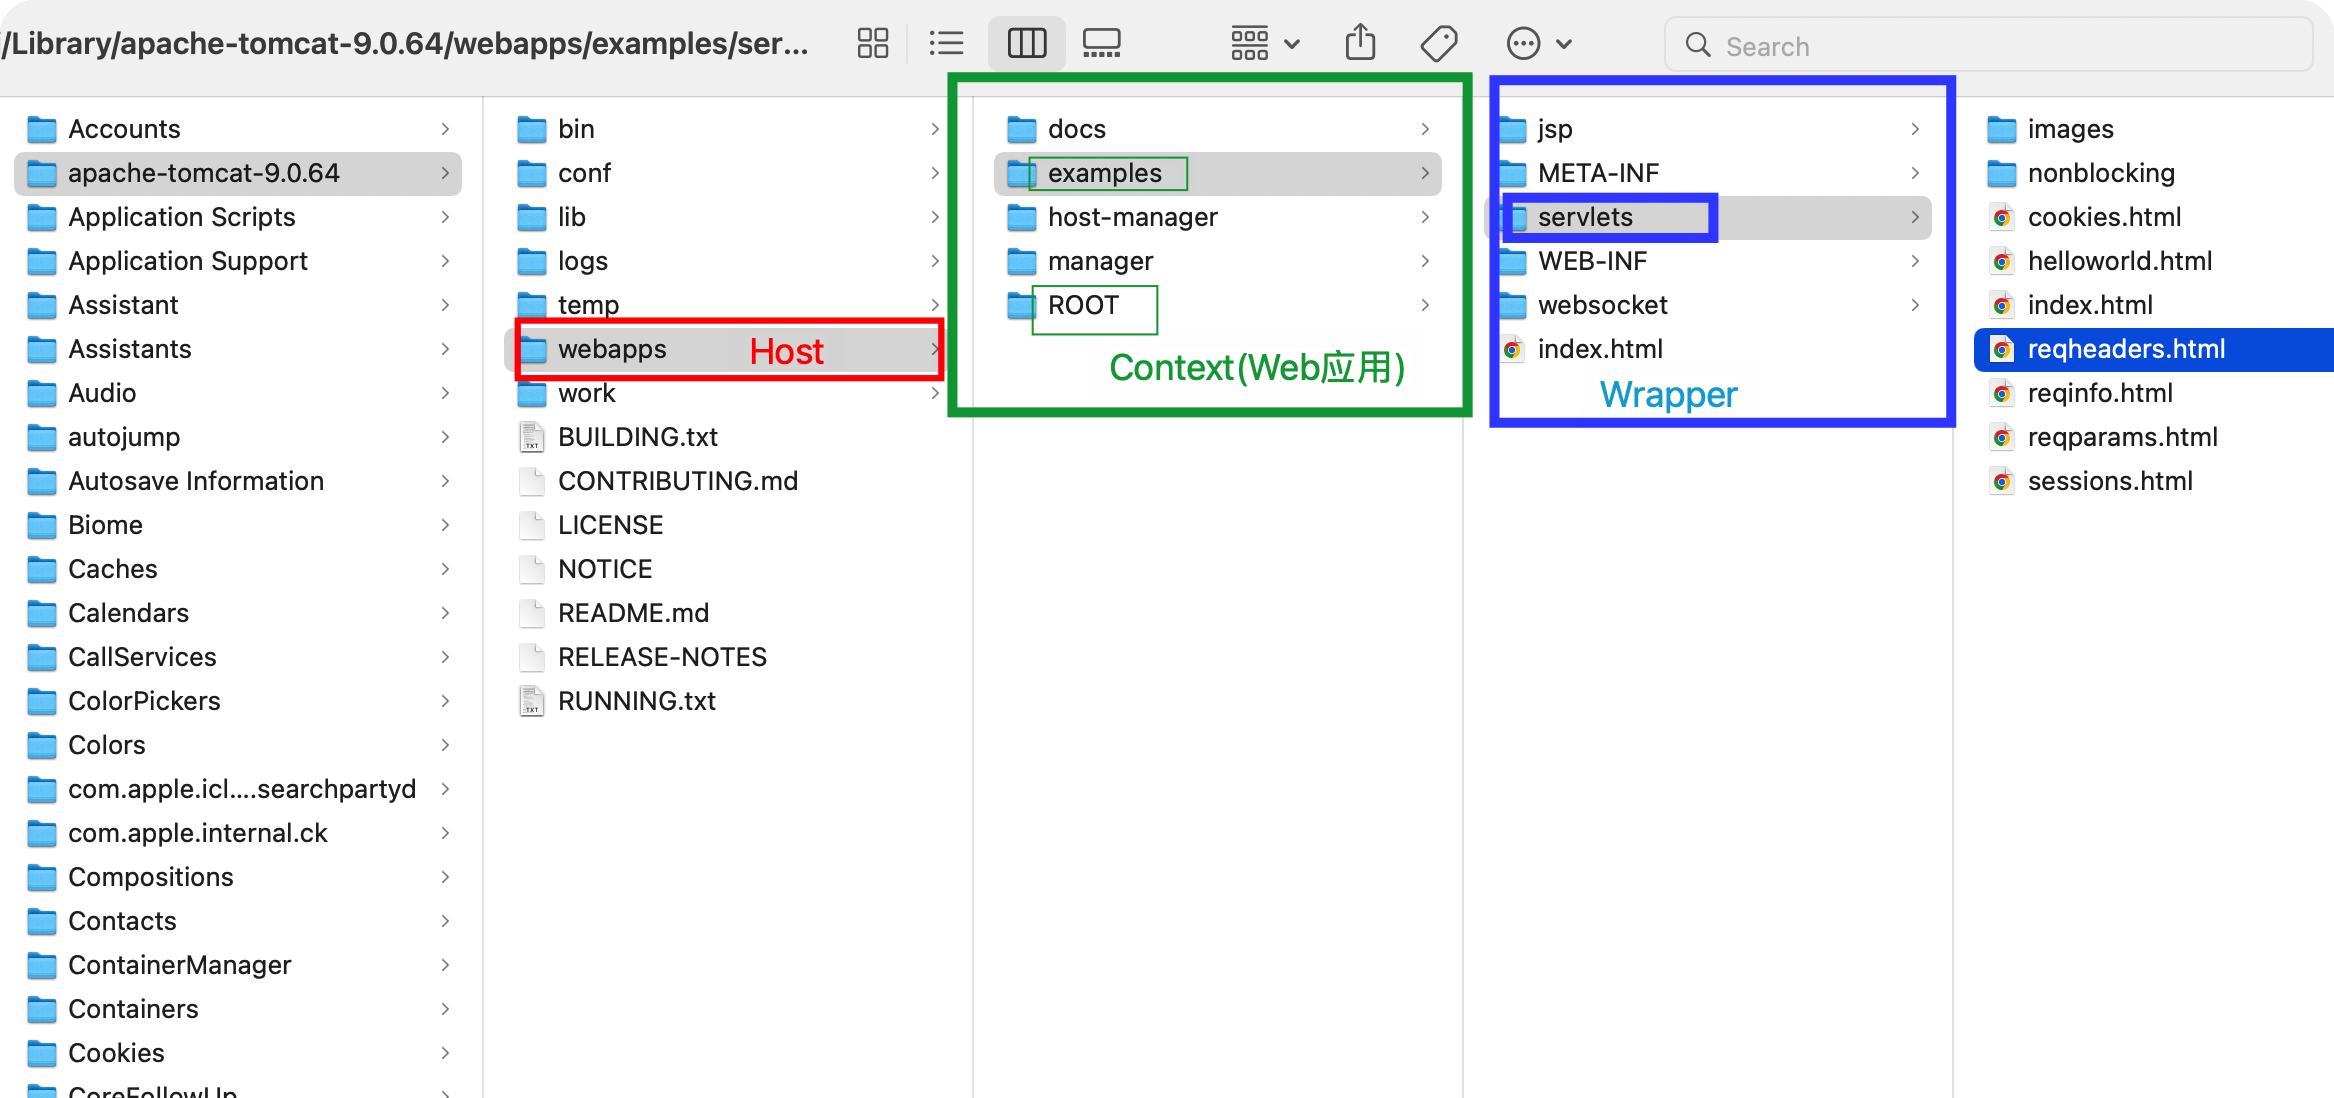 /Library/apache-tomcat-9.0.64/webapps/examples/ser...
Search
Accounts
apache-tomcat-9.0.64
Application Scripts
Application Support
Assistant
Assistants
Audio
autojump
Autosave Information
Biome
Caches
Calendars
CallServices
ColorPickers
Colors
com.apple.icl....searchpartyd
com.apple.internal.ck
Compositions
Contacts
ContainerManager
Containers
Cookies
CoreFollowUp
bin
conf
lib
logs
temp
webapps Host
work
BUILDING.txt
CONTRIBUTING.md
LICENSE
NOTICE
README.md
RELEASE-NOTES
RUNNING.txt
docs
examples
host-manager
manager
ROOT
Context(Web应用)
jsp
META-INF
servlets
WEB-INF
websocket
index.html
Wrapper
images
nonblocking
cookies.html
helloworld.html
index.html
reqheaders.html
reqinfo.html
reqparams.html
sessions.html